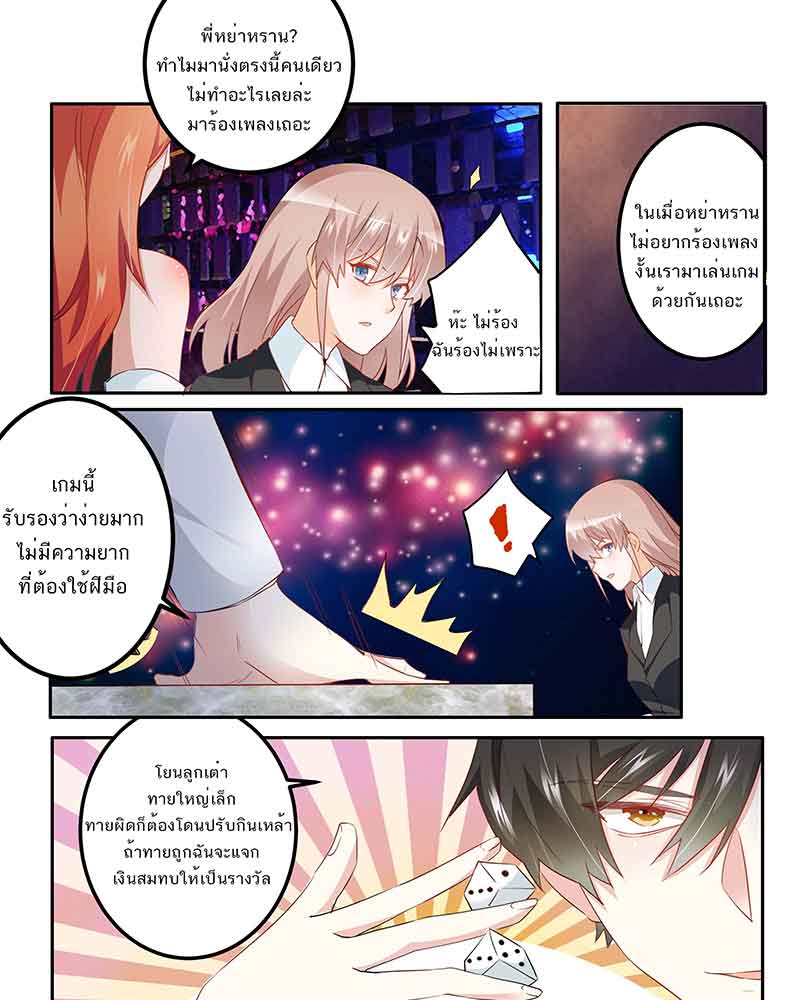 พี่หย่าหราน?
ทำไมมานั่งตรงนี้คนเดียว
ไม่ทำอะไรเลยล่ะ
มาร้องเพลงเถอะ
ห๊ะ ไม่ร้อง
ฉันร้องไม่เพราะ
ในเมื่อหย่าหราน
ไม่อยากร้องเพลง
งั้นเรามาเล่นเกม
ด้วยกันเถอะ
เกมนี้
รับรองว่าง่ายมาก
ไม่มีความยาก
ที่ต้องใช้ฝีมือ
!
โยนลูกเต๋า
ทายใหญ่เล็ก
ทายผิดก็ต้องโดนปรับกินเหล้า
ถ้าทายถูกฉันจะแจก
เงินสมทบให้เป็นรางวัล